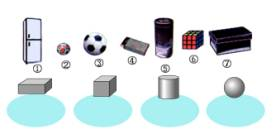 ① ② ③ ④ ⑤ ⑥ ⑦